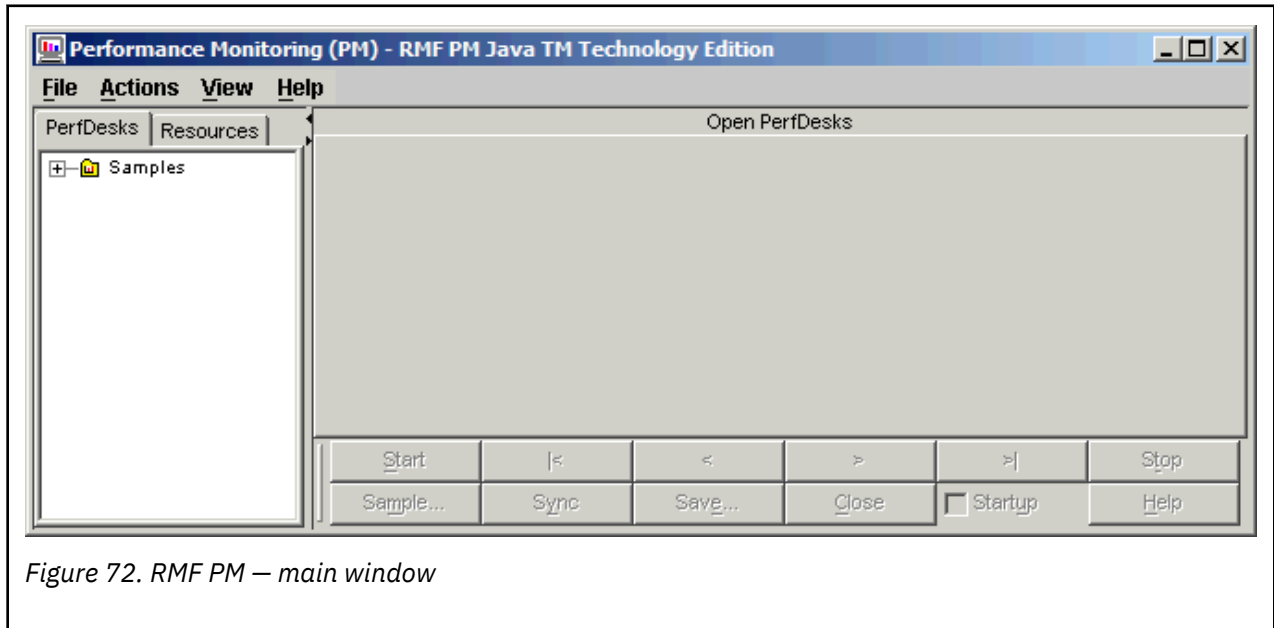 Performance Monitoring (PM) - RMF PM Java TM Technology Edition
File Actions View Help
PerfDesks Resources
Open PerfDesks
Samples
Start |< < > >| Stop
Sample... Sync Save... Close Startup Help
Figure 72. RMF PM — main window